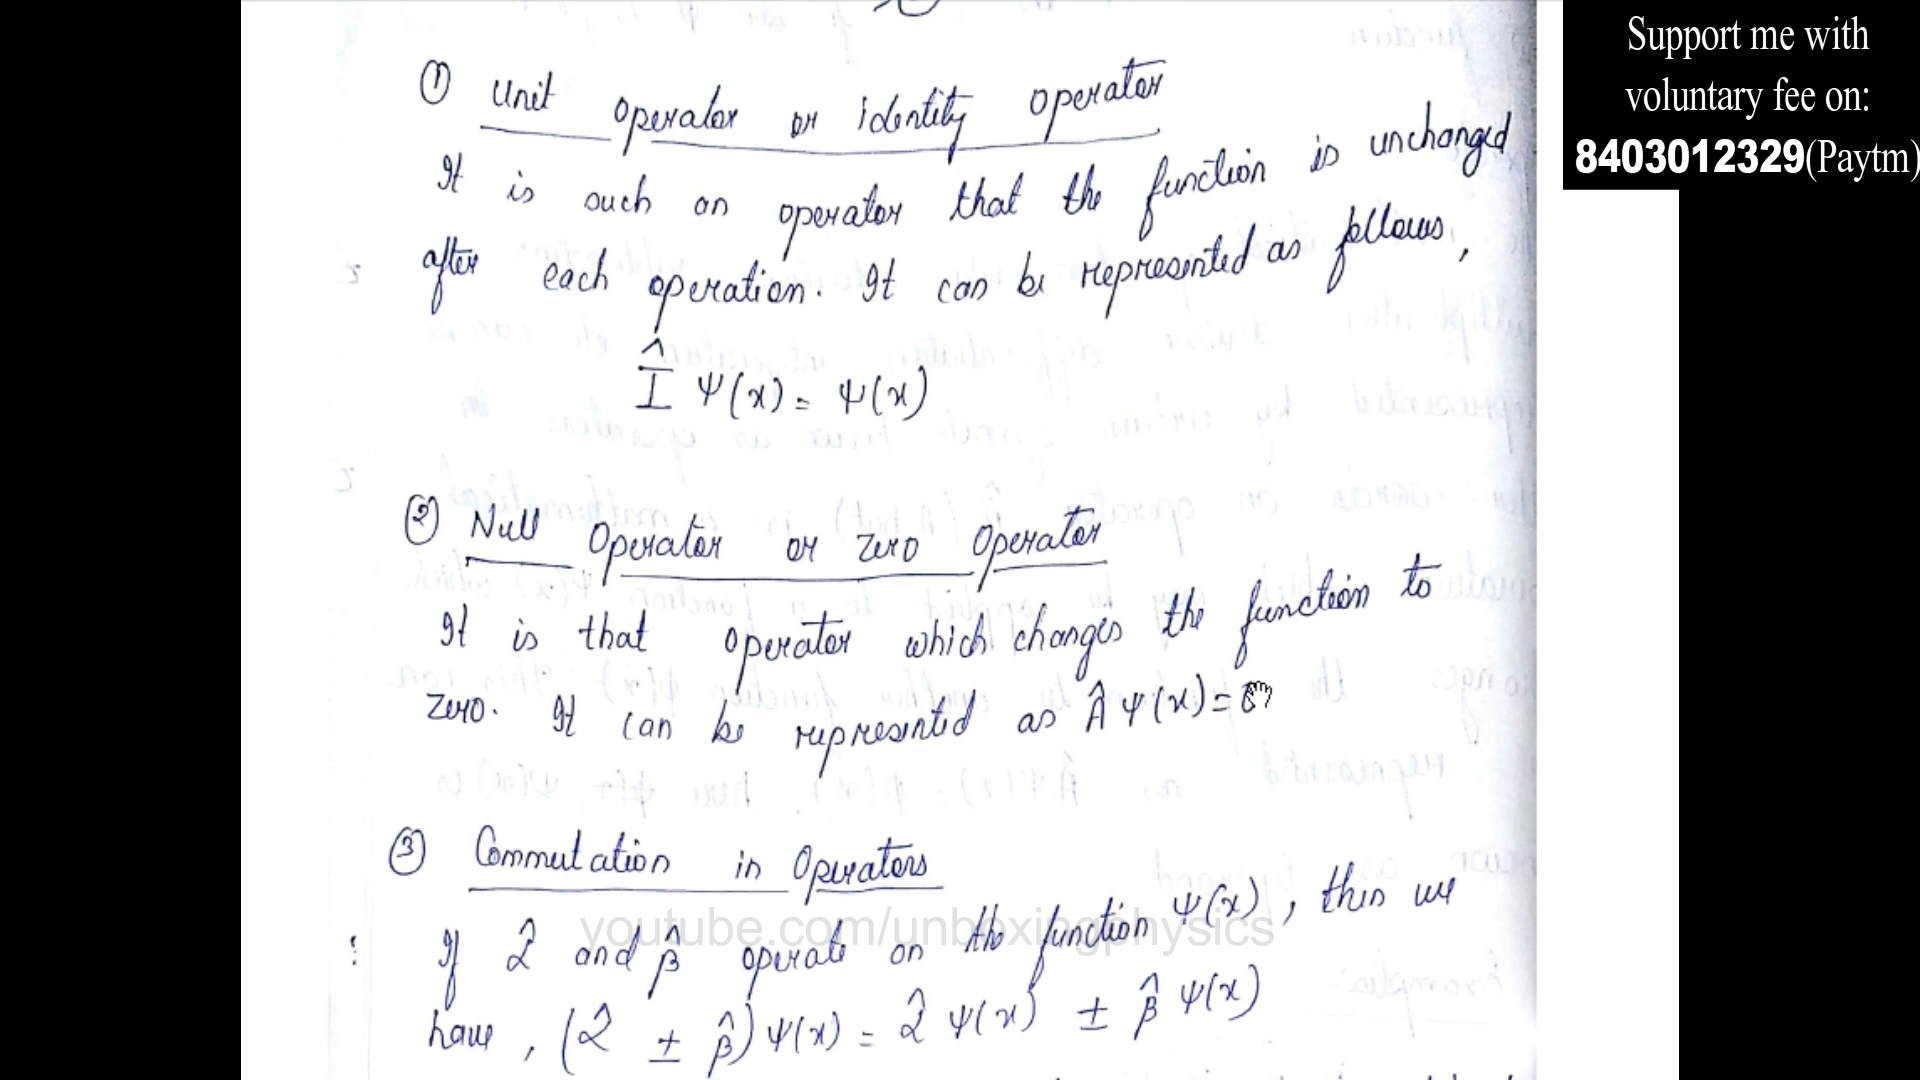 Support me with
voluntary fee on:
8403012329(Paytm)
① Unit operator or identity operator
It is such an operator that the function is unchanged
after each operation. It can be represented as follows,
Î Ψ(x) = Ψ(x)
② Null Operator or Zero Operator
It is that operator which changes the function to
zero. It can be represented as Â Ψ(x) = 0
③ Commutation in Operators
If α̂ and β̂ operate on the function Ψ(x), then we
have, (α̂ ± β̂) Ψ(x) = α̂ Ψ(x) ± β̂ Ψ(x)
youtube.com/unboxingphysics